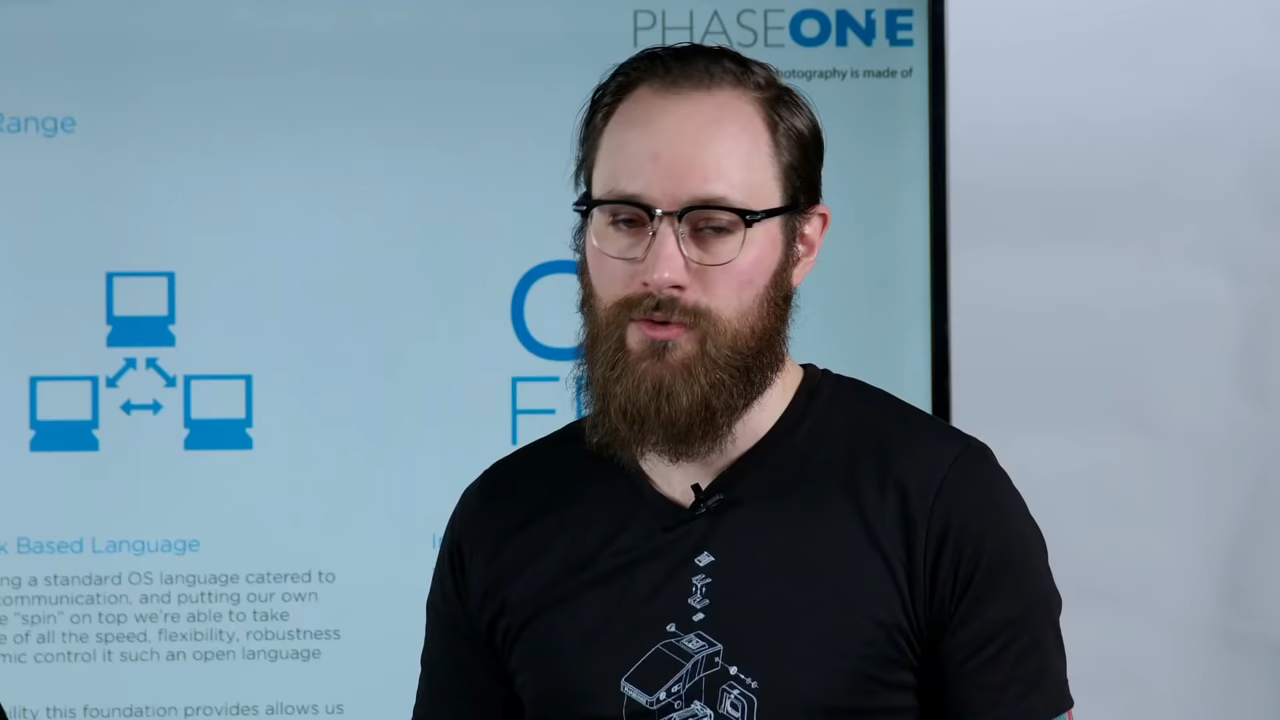 PHASEONE
otography is made of
Range
Based Language
ng a standard OS language catered to
ommunication, and putting our own
e “spin” on top we're able to take
e of all the speed, flexibility, robustness
mic control it such an open language
ility this foundation provides allows us